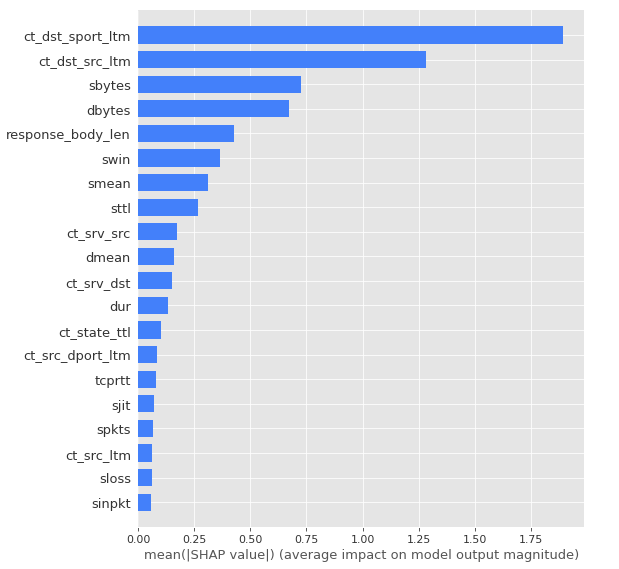 ct_dst_sport_ltm
ct_dst_src_ltm
sbytes
dbytes
response_body_len
swin
smean
sttl
ct_srv_src
dmean
ct_srv_dst
dur
ct_state_ttl
ct_src_dport_ltm
tcprtt
sjit
spkts
ct_src_ltm
sloss
sinpkt
0.00 0.25 0.50 0.75 1.00 1.25 1.50 1.75
mean(|SHAP value|) (average impact on model output magnitude)